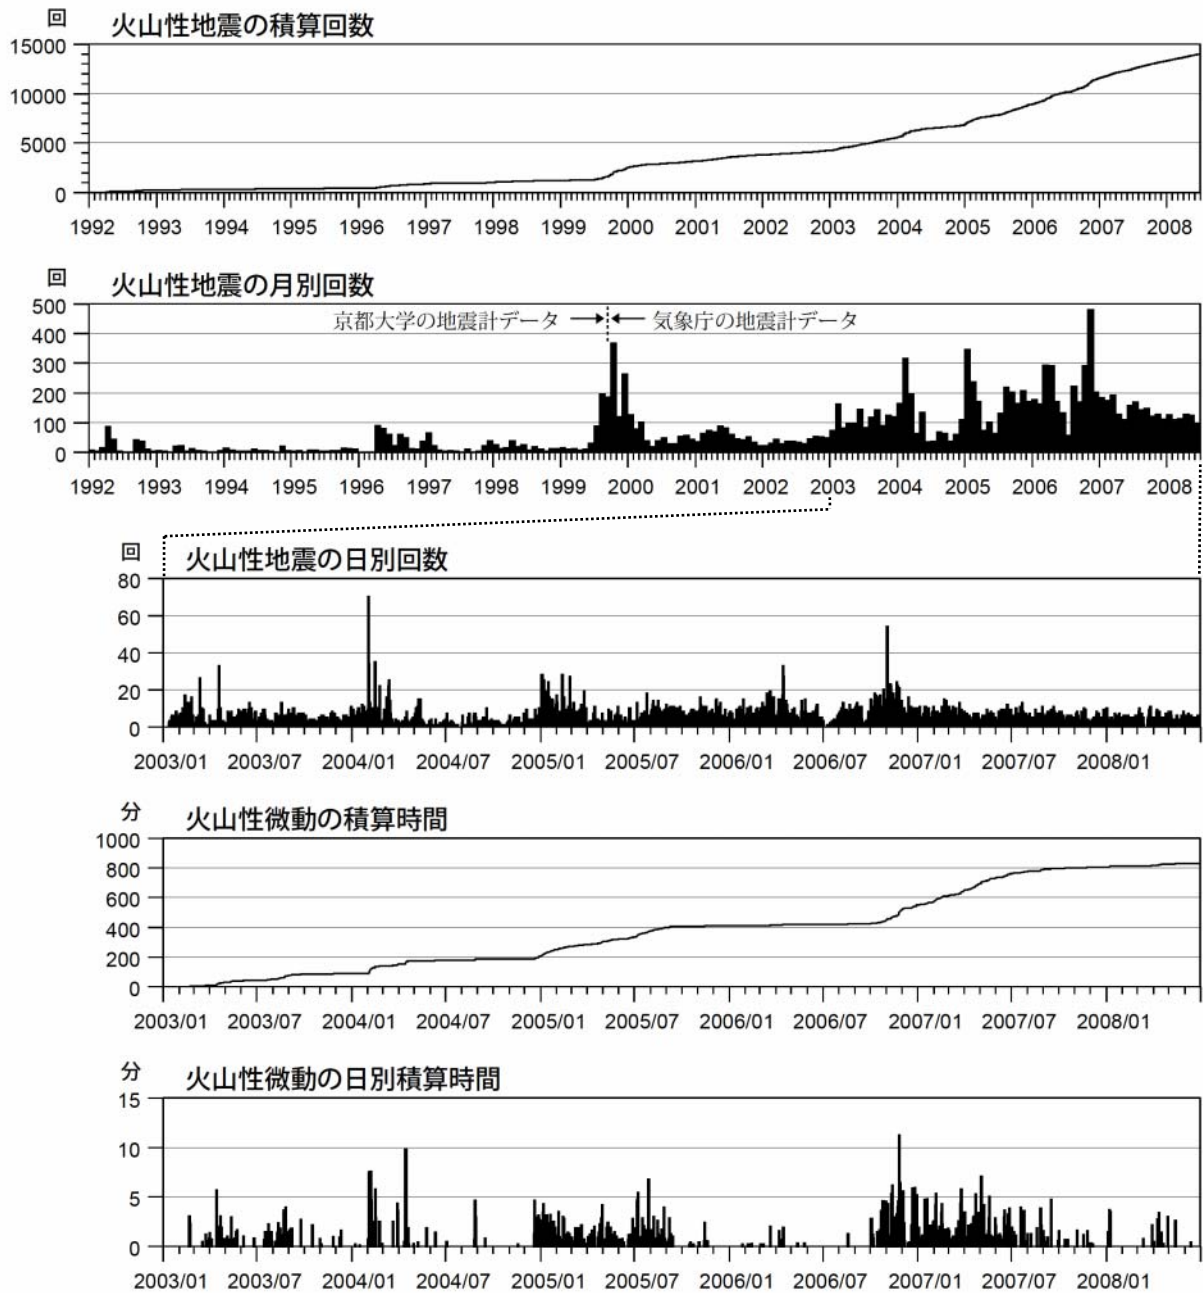 回 火山性地震の積算回数
15000
10000
5000
0
1992 1993 1994 1995 1996 1997 1998 1999 2000 2001 2002 2003 2004 2005 2006 2007 2008
回 火山性地震の月別回数
500
京都大学の地震計データ 気象庁の地震計データ
400
300
200
100
0
1992 1993 1994 1995 1996 1997 1998 1999 2000 2001 2002 2003 2004 2005 2006 2007 2008
回 火山性地震の日別回数
80
60
40
20
0
2003/01 2003/07 2004/01 2004/07 2005/01 2005/07 2006/01 2006/07 2007/01 2007/07 2008/01
分 火山性微動の積算時間
1000
800
600
400
200
0
2003/01 2003/07 2004/01 2004/07 2005/01 2005/07 2006/01 2006/07 2007/01 2007/07 2008/01
分 火山性微動の日別積算時間
15
10
5
0
2003/01 2003/07 2004/01 2004/07 2005/01 2005/07 2006/01 2006/07 2007/01 2007/07 2008/01